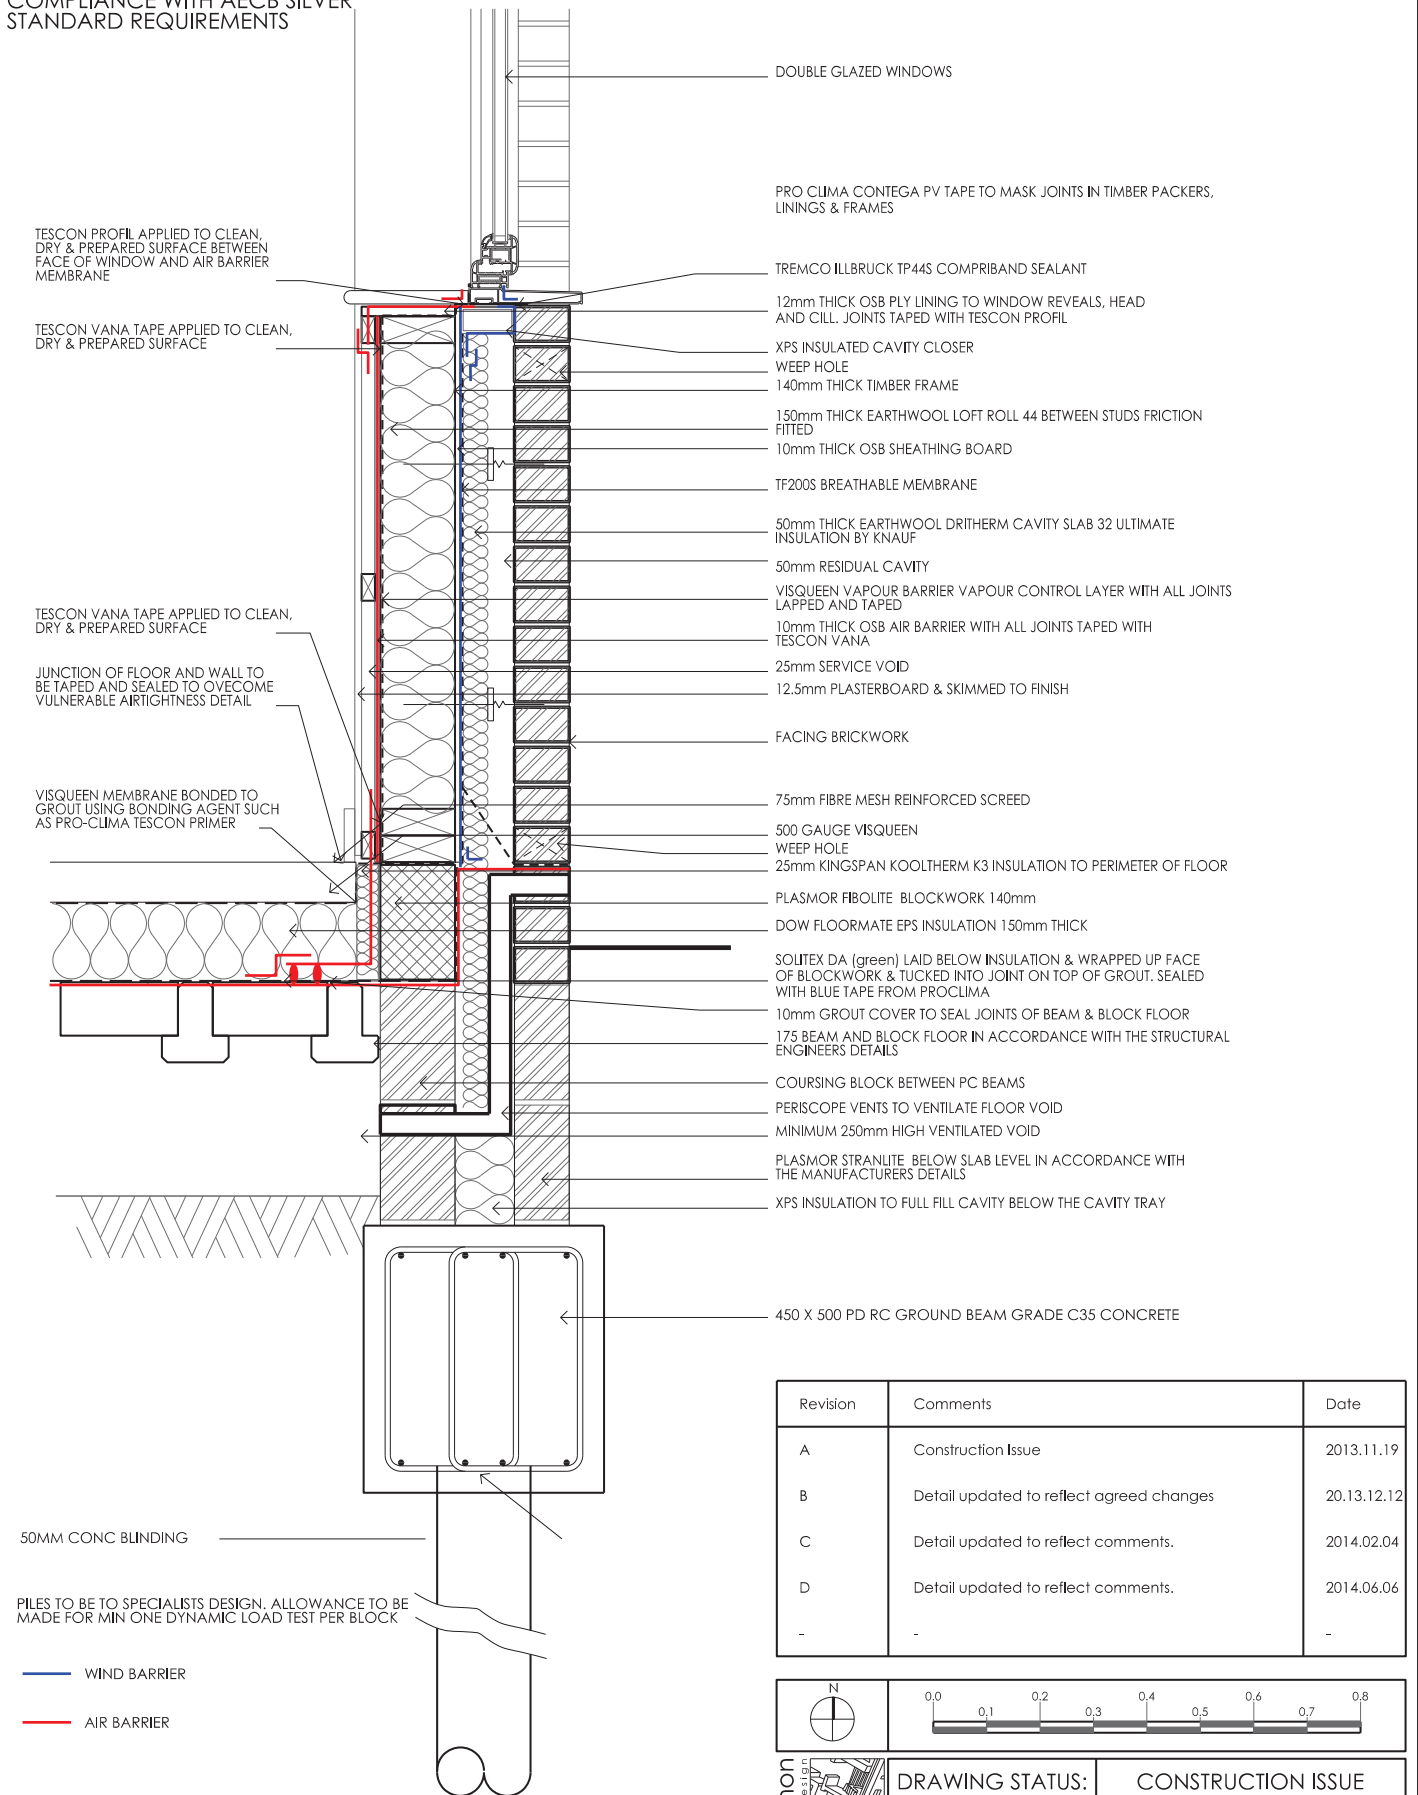 COMPLIANCE WITH AECB SILVER
STANDARD REQUIREMENTS
TESCON PROFIL APPLIED TO CLEAN,
DRY & PREPARED SURFACE BETWEEN
FACE OF WINDOW AND AIR BARRIER
MEMBRANE
TESCON VANA TAPE APPLIED TO CLEAN,
DRY & PREPARED SURFACE
TESCON VANA TAPE APPLIED TO CLEAN,
DRY & PREPARED SURFACE
JUNCTION OF FLOOR AND WALL TO
BE TAPED AND SEALED TO OVECOME
VULNERABLE AIRTIGHTNESS DETAIL
VISQUEEN MEMBRANE BONDED TO
GROUT USING BONDING AGENT SUCH
AS PRO-CLIMA TESCON PRIMER
DOUBLE GLAZED WINDOWS
PRO CLIMA CONTEGA PV TAPE TO MASK JOINTS IN TIMBER PACKERS,
LININGS & FRAMES
TREMCO ILLBRUCK TP44S COMPRIBAND SEALANT
12mm THICK OSB PLY LINING TO WINDOW REVEALS, HEAD
AND CILL. JOINTS TAPED WITH TESCON PROFIL
XPS INSULATED CAVITY CLOSER
WEEP HOLE
140mm THICK TIMBER FRAME
150mm THICK EARTHWOOL LOFT ROLL 44 BETWEEN STUDS FRICTION
FITTED
10mm THICK OSB SHEATHING BOARD
TF200S BREATHABLE MEMBRANE
50mm THICK EARTHWOOL DRITHERM CAVITY SLAB 32 ULTIMATE
INSULATION BY KNAUF
50mm RESIDUAL CAVITY
VISQUEEN VAPOUR BARRIER VAPOUR CONTROL LAYER WITH ALL JOINTS
LAPPED AND TAPED
10mm THICK OSB AIR BARRIER WITH ALL JOINTS TAPED WITH
TESCON VANA
25mm SERVICE VOID
12.5mm PLASTERBOARD & SKIMMED TO FINISH
FACING BRICKWORK
75mm FIBRE MESH REINFORCED SCREED
500 GAUGE VISQUEEN
WEEP HOLE
25mm KINGSPAN KOOLTHERM K3 INSULATION TO PERIMETER OF FLOOR
PLASMOR FIBOLITE BLOCKWORK 140mm
DOW FLOORMATE EPS INSULATION 150mm THICK
SOLITEX DA (green) LAID BELOW INSULATION & WRAPPED UP FACE
OF BLOCKWORK & TUCKED INTO JOINT ON TOP OF GROUT. SEALED
WITH BLUE TAPE FROM PROCLIMA
10mm GROUT COVER TO SEAL JOINTS OF BEAM & BLOCK FLOOR
175 BEAM AND BLOCK FLOOR IN ACCORDANCE WITH THE STRUCTURAL
ENGINEERS DETAILS
COURSING BLOCK BETWEEN PC BEAMS
PERISCOPE VENTS TO VENTILATE FLOOR VOID
MINIMUM 250mm HIGH VENTILATED VOID
PLASMOR STRANLITE BELOW SLAB LEVEL IN ACCORDANCE WITH
THE MANUFACTURERS DETAILS
XPS INSULATION TO FULL FILL CAVITY BELOW THE CAVITY TRAY
450 X 500 PD RC GROUND BEAM GRADE C35 CONCRETE
50MM CONC BLINDING
PILES TO BE TO SPECIALISTS DESIGN. ALLOWANCE TO BE
MADE FOR MIN ONE DYNAMIC LOAD TEST PER BLOCK
WIND BARRIER
AIR BARRIER
Revision Comments Date
A Construction Issue 2013.11.19
B Detail updated to reflect agreed changes 20.13.12.12
C Detail updated to reflect comments. 2014.02.04
D Detail updated to reflect comments. 2014.06.06
- - -
N
0.0 0.1 0.2 0.3 0.4 0.5 0.6 0.7 0.8
DRAWING STATUS: CONSTRUCTION ISSUE